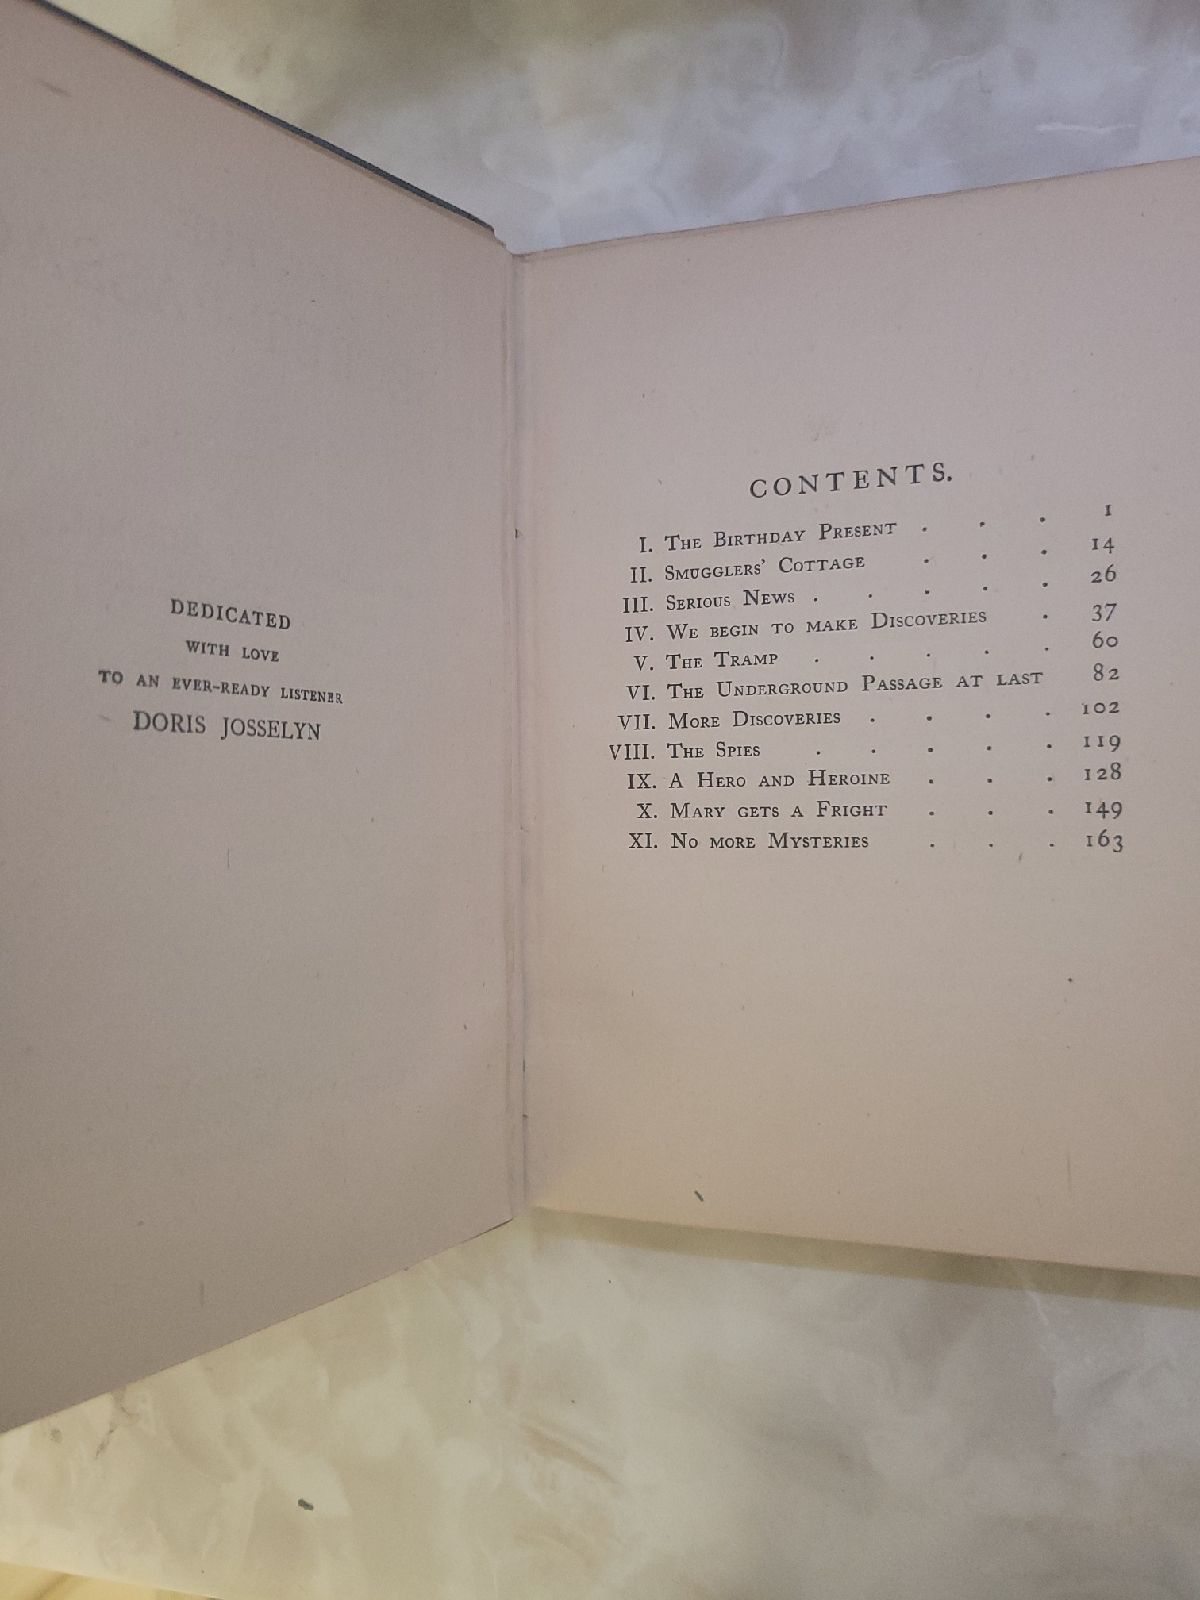 DEDICATED
WITH LOVE
TO AN EVER-READY LISTENER
DORIS JOSSELYN
CONTENTS.
I. THE BIRTHDAY PRESENT . . . 1
II. SMUGGLERS' COTTAGE . . . 14
III. SERIOUS NEWS . . . . . 26
IV. WE BEGIN TO MAKE DISCOVERIES . 37
V. THE TRAMP . . . . . 60
VI. THE UNDERGROUND PASSAGE AT LAST 82
VII. MORE DISCOVERIES . . . . 102
VIII. THE SPIES . . . . . 119
IX. A HERO AND HEROINE . . . 128
X. MARY GETS A FRIGHT . . . 149
XI. NO MORE MYSTERIES . . . 163